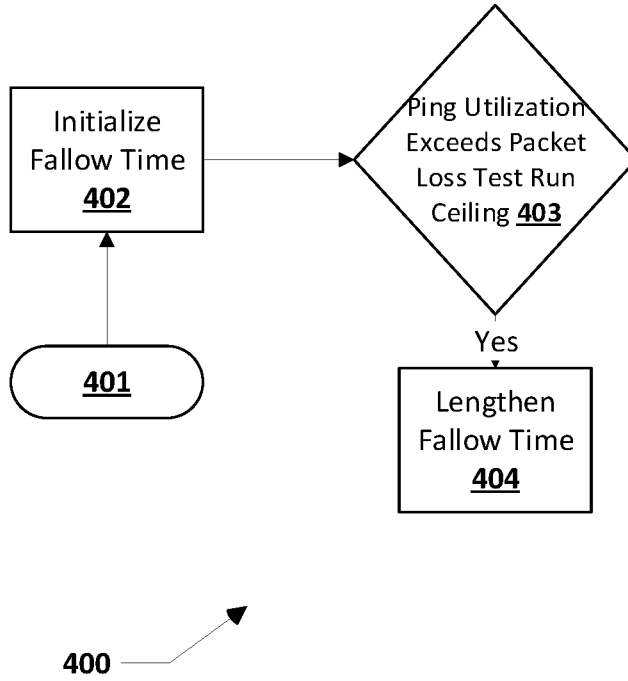 Initialize
Fallow Time
402
Ping Utilization
Exceeds Packet
Loss Test Run
Ceiling 403
401
Yes
Lengthen
Fallow Time
404
400